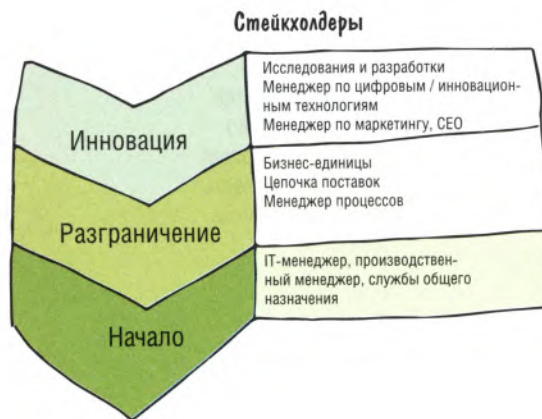 Стейкхолдеры
Инновация
Исследования и разработки
Менеджер по цифровым / инновацион-
ным технологиям
Менеджер по маркетингу, CEO
Разграничение
Бизнес-единицы
Цепочка поставок
Менеджер процессов
Начало
IT-менеджер, производствен-
ный менеджер, службы общего
назначения